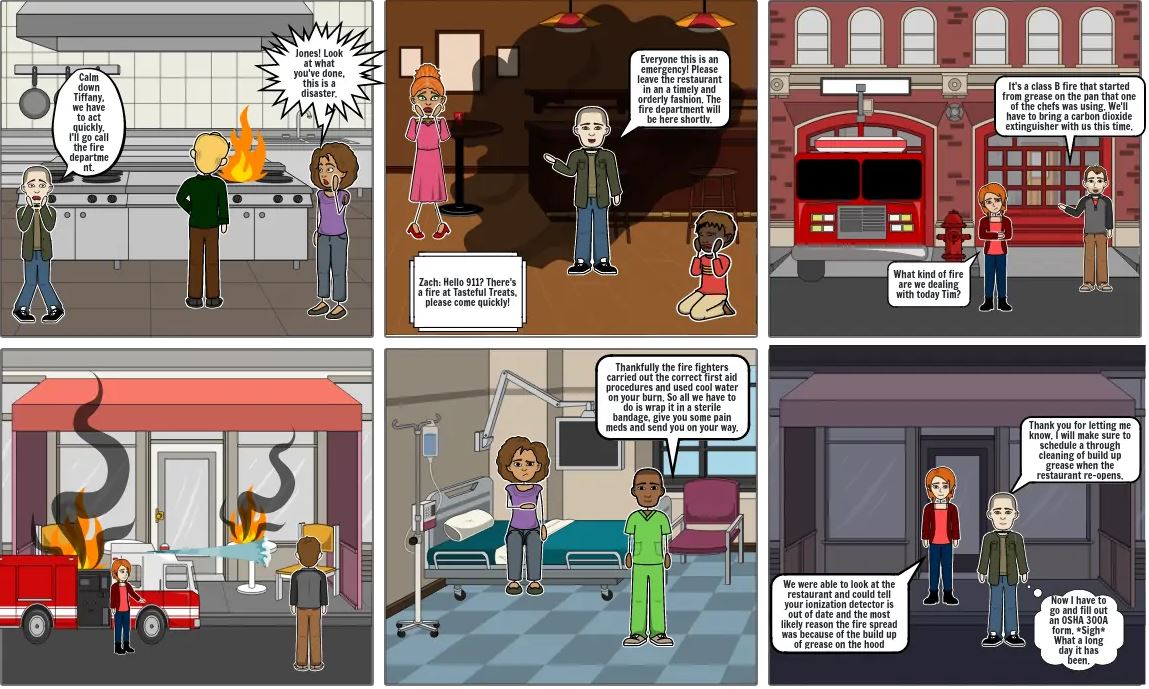 Calm
down
Tiffany,
we have
to act
quickly.
I'll go call
the fire
departme
nt.
Jones! Look
at what
you've done,
this is a
disaster.
Everyone this is an
emergency! Please
leave the restaurant
in an a timely and
orderly fashion. The
fire department will
be here shortly.
Zach: Hello 911? There's
a fire at Tasteful Treats,
please come quickly!
It's a class B fire that started
from grease on the pan that one
of the chefs was using. We'll
have to bring a carbon dioxide
extinguisher with us this time.
What kind of fire
are we dealing
with today Tim?
Thankfully the fire fighters
carried out the correct first aid
procedures and used cool water
on your burn. So all we have to
do is wrap it in a sterile
bandage, give you some pain
meds and send you on your way.
We were able to look at the
restaurant and could tell
your ionization detector is
out of date and the most
likely reason the fire spread
was because of the build up
of grease on the hood
Thank you for letting me
know, I will make sure to
schedule a through
cleaning of build up
grease when the
restaurant re-opens.
Now I have to
go and fill out
an OSHA 300A
form. *Sigh*
What a long
day it has
been.